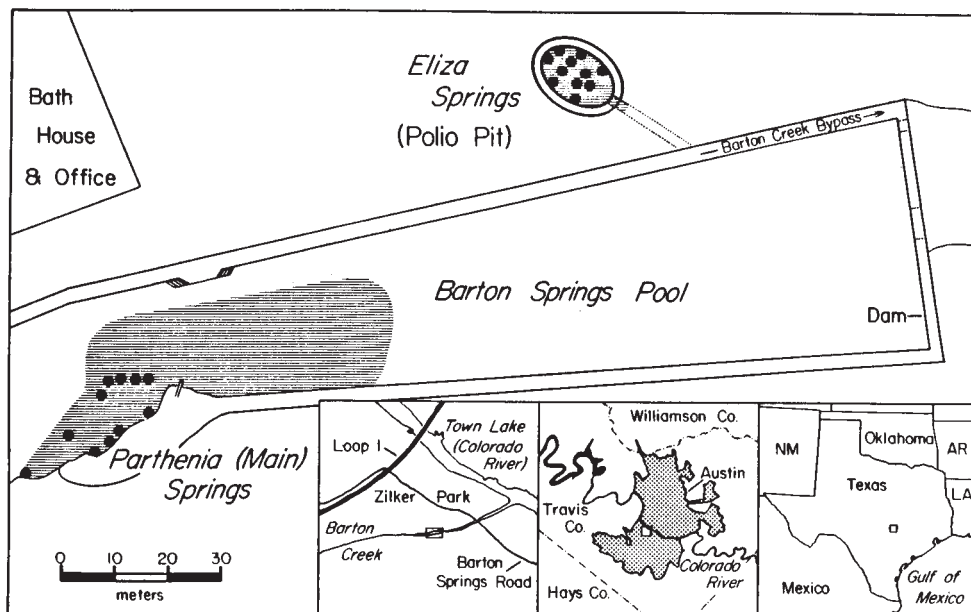 Bath
House
& Office
Eliza
Springs
(Polio Pit)
Barton Creek Bypass
Barton Springs Pool
Dam
Parthenia (Main)
Springs
0 10 20 30
meters
Loop 1
Town Lake
(Colorado
River)
Zilker Park
Barton
Creek
Barton
Springs Road
Williamson Co.
Austin
Travis
Co.
Colorado
River
Hays Co.
NM
Oklahoma
AR
Texas
LA
Mexico
Gulf of
Mexico